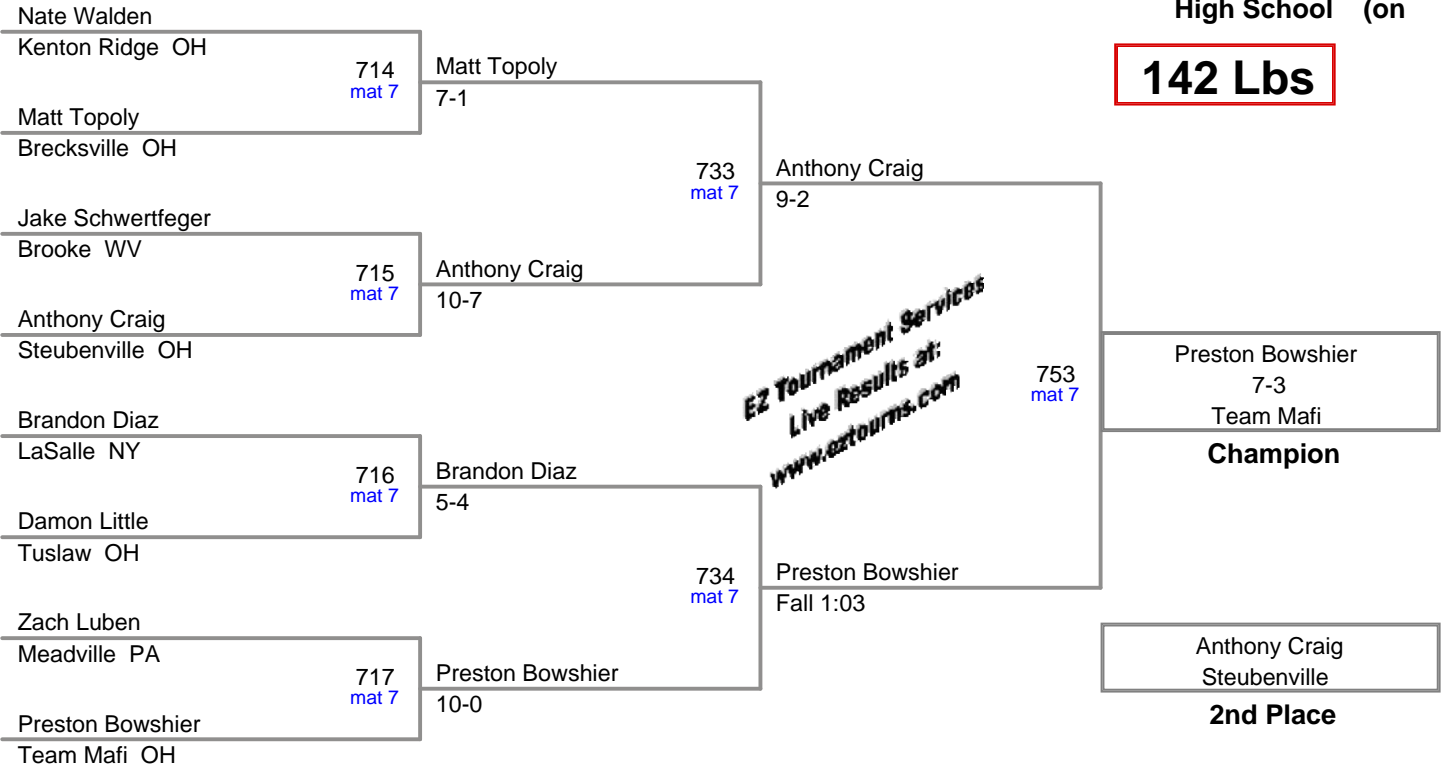 High School (on
142 Lbs
Nate Walden
Kenton Ridge OH
714
mat 7
Matt Topoly
7-1
Matt Topoly
Brecksville OH
733
mat 7
Anthony Craig
9-2
Jake Schwertfeger
Brooke WV
715
mat 7
Anthony Craig
10-7
Anthony Craig
Steubenville OH
EZ Tournament Services
Live Results at:
www.eztourns.com
753
mat 7
Preston Bowshier
7-3
Team Mafi
Champion
Brandon Diaz
LaSalle NY
716
mat 7
Brandon Diaz
5-4
Damon Little
Tuslaw OH
734
mat 7
Preston Bowshier
Fall 1:03
Zach Luben
Meadville PA
717
mat 7
Preston Bowshier
10-0
Preston Bowshier
Team Mafi OH
Anthony Craig
Steubenville
2nd Place